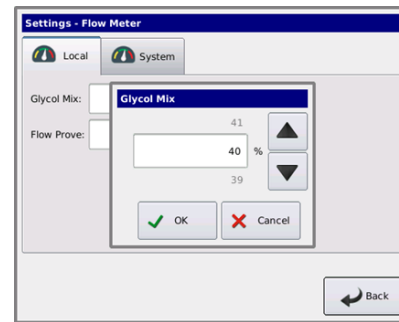 Settings - Flow Meter
Local
System
Glycol Mix:
Flow Prove:
Glycol Mix
41
40 %
39
OK
Cancel
Back